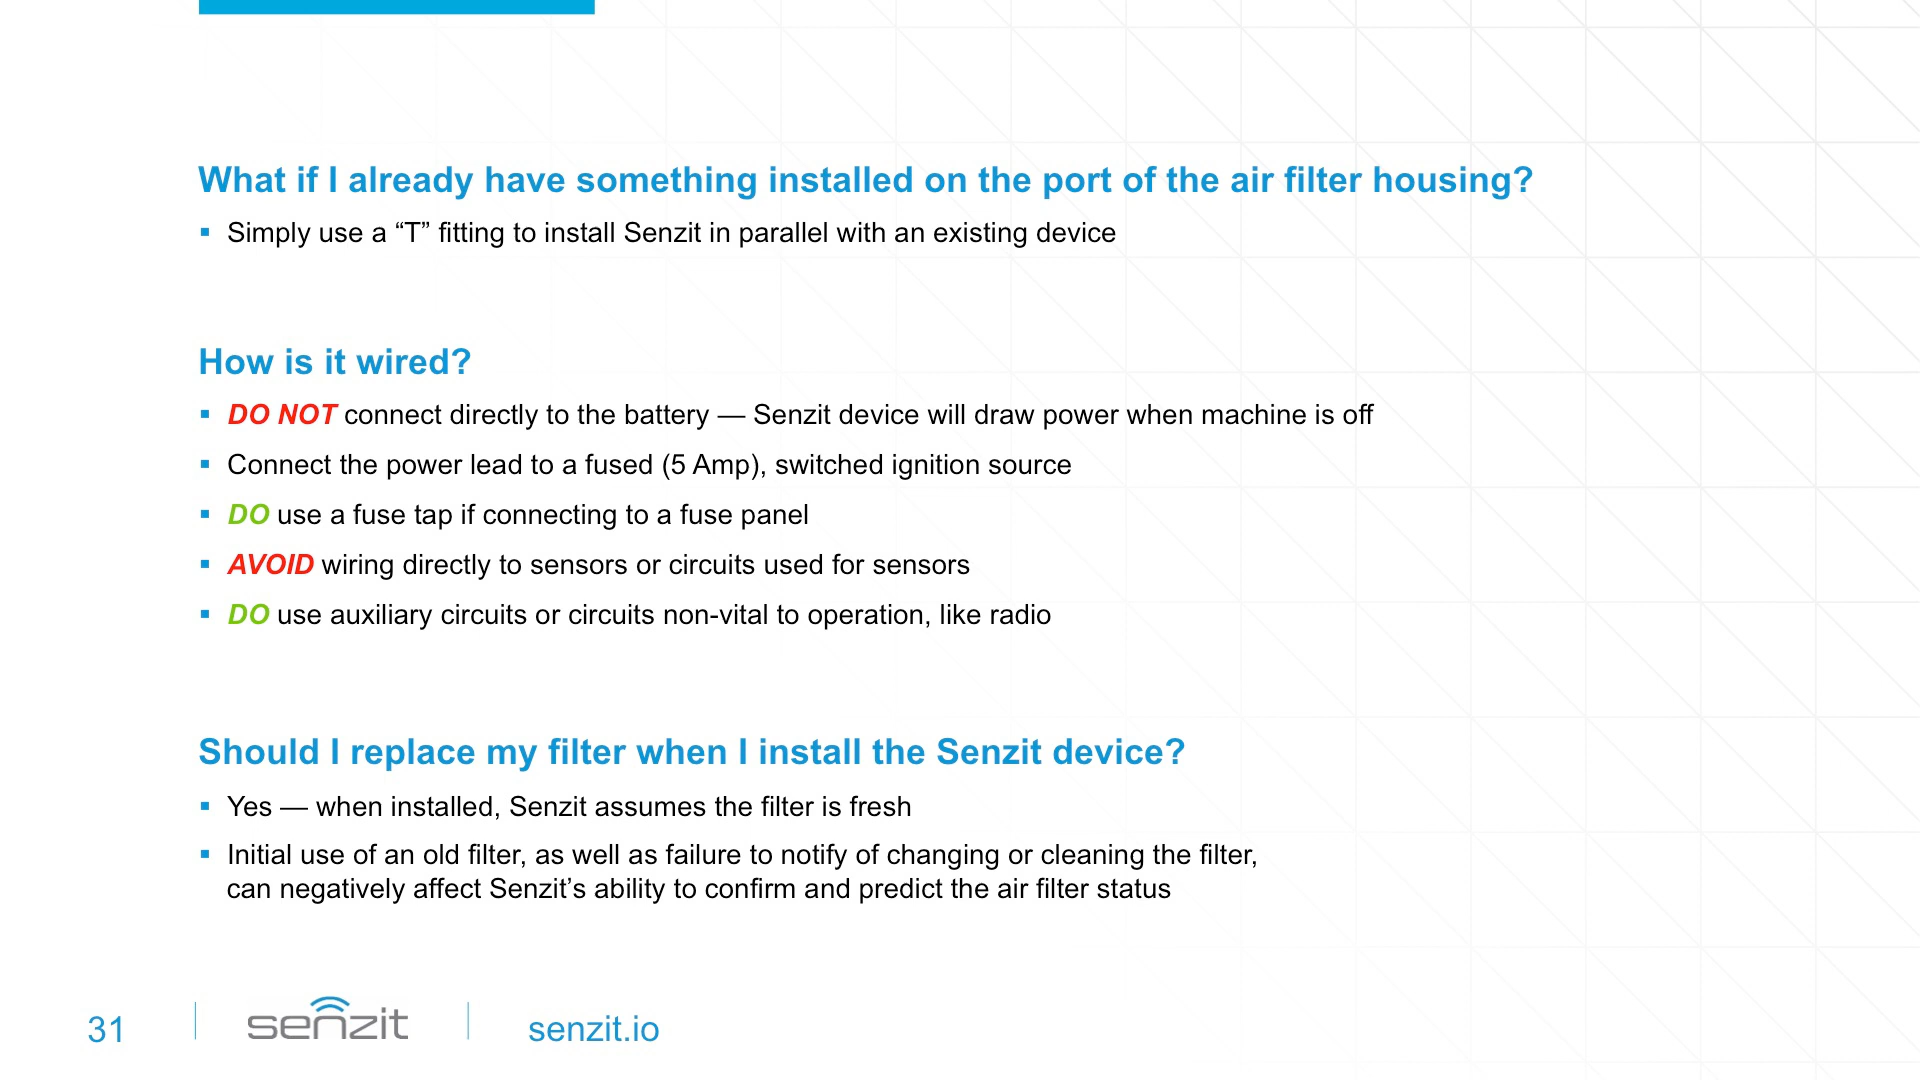 What if I already have something installed on the port of the air filter housing?
▪ Simply use a “T” fitting to install Senzit in parallel with an existing device
How is it wired?
▪ DO NOT connect directly to the battery — Senzit device will draw power when machine is off
▪ Connect the power lead to a fused (5 Amp), switched ignition source
▪ DO use a fuse tap if connecting to a fuse panel
▪ AVOID wiring directly to sensors or circuits used for sensors
▪ DO use auxiliary circuits or circuits non-vital to operation, like radio
Should I replace my filter when I install the Senzit device?
▪ Yes — when installed, Senzit assumes the filter is fresh
▪ Initial use of an old filter, as well as failure to notify of changing or cleaning the filter,
can negatively affect Senzit’s ability to confirm and predict the air filter status
31 senzit senzit.io